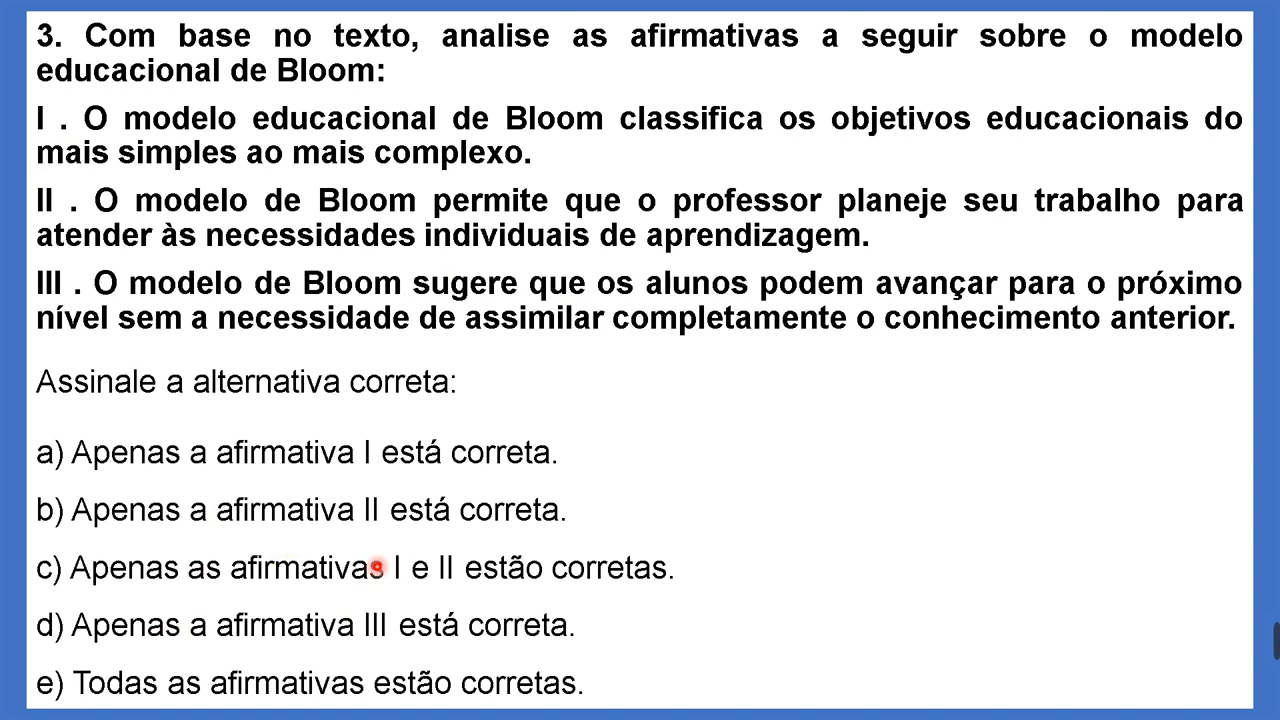 3. Com base no texto, analise as afirmativas a seguir sobre o modelo
educacional de Bloom:
I . O modelo educacional de Bloom classifica os objetivos educacionais do
mais simples ao mais complexo.
II . O modelo de Bloom permite que o professor planeje seu trabalho para
atender às necessidades individuais de aprendizagem.
III . O modelo de Bloom sugere que os alunos podem avançar para o próximo
nível sem a necessidade de assimilar completamente o conhecimento anterior.
Assinale a alternativa correta:
a) Apenas a afirmativa I está correta.
b) Apenas a afirmativa II está correta.
c) Apenas as afirmativas I e II estão corretas.
d) Apenas a afirmativa III está correta.
e) Todas as afirmativas estão corretas.